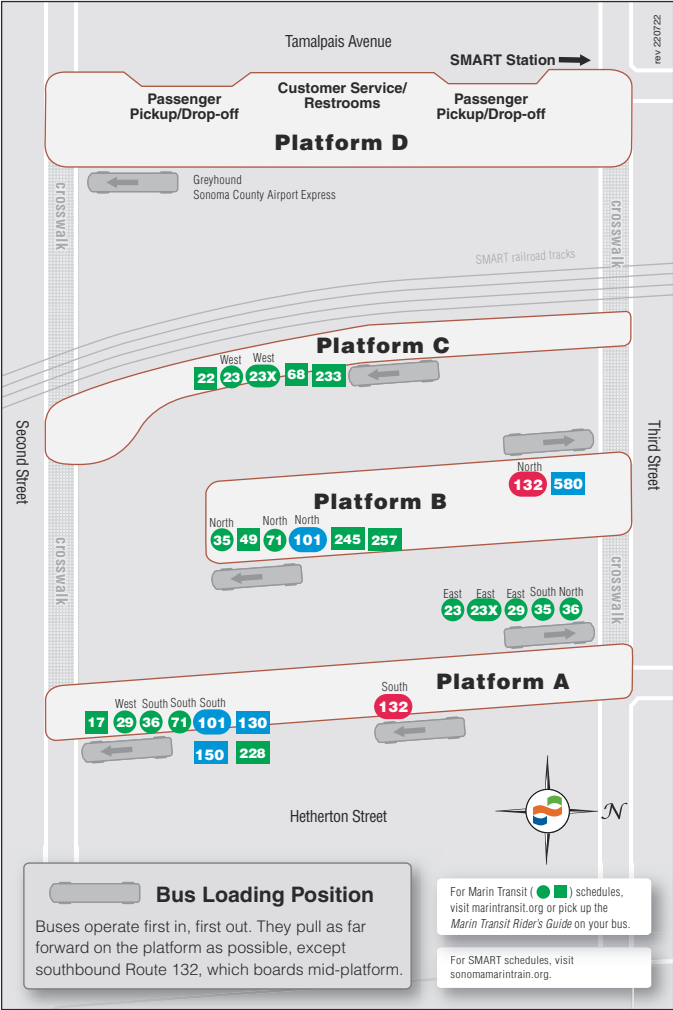 rev 220722
Tamalpais Avenue
SMART Station
Passenger
Pickup/Drop-off
Customer Service/
Restrooms
Passenger
Pickup/Drop-off
Platform D
Greyhound
Sonoma County Airport Express
crosswalk
crosswalk
SMART railroad tracks
Platform C
West West
22 23 23X 68 233
Second Street
Third Street
North
132 580
Platform B
North North North
35 49 71 101 245 257
crosswalk
crosswalk
East East East South North
23 23X 29 35 36
Platform A
South
132
West South South South
17 29 36 71 101 130
150 228
Hetherton Street
N
Bus Loading Position
Buses operate first in, first out. They pull as far
forward on the platform as possible, except
southbound Route 132, which boards mid-platform.
For Marin Transit ( ) schedules,
visit marintransit.org or pick up the
Marin Transit Rider's Guide on your bus.
For SMART schedules, visit
sonomamarintrain.org.